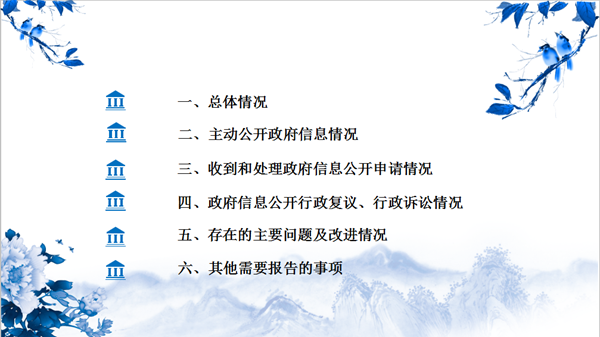 一、总体情况
二、主动公开政府信息情况
三、收到和处理政府信息公开申请情况
四、政府信息公开行政复议、行政诉讼情况
五、存在的主要问题及改进情况
六、其他需要报告的事项